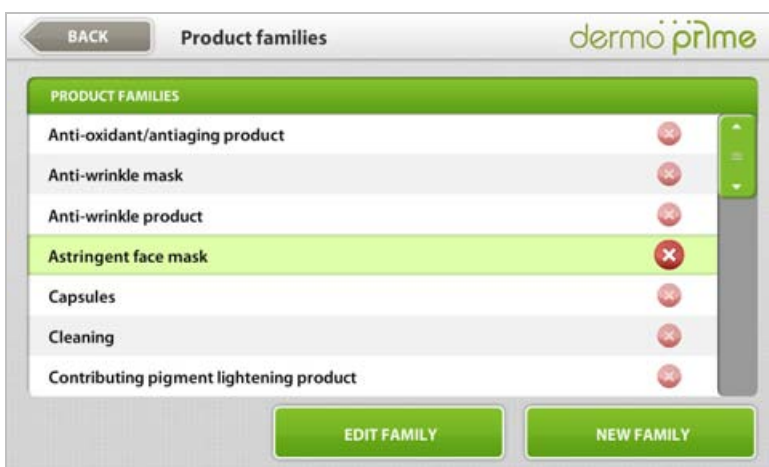 BACK
Product families
dermo prime
PRODUCT FAMILIES
Anti-oxidant/antiaging product
Anti-wrinkle mask
Anti-wrinkle product
Astringent face mask
Capsules
Cleaning
Contributing pigment lightening product
EDIT FAMILY
NEW FAMILY